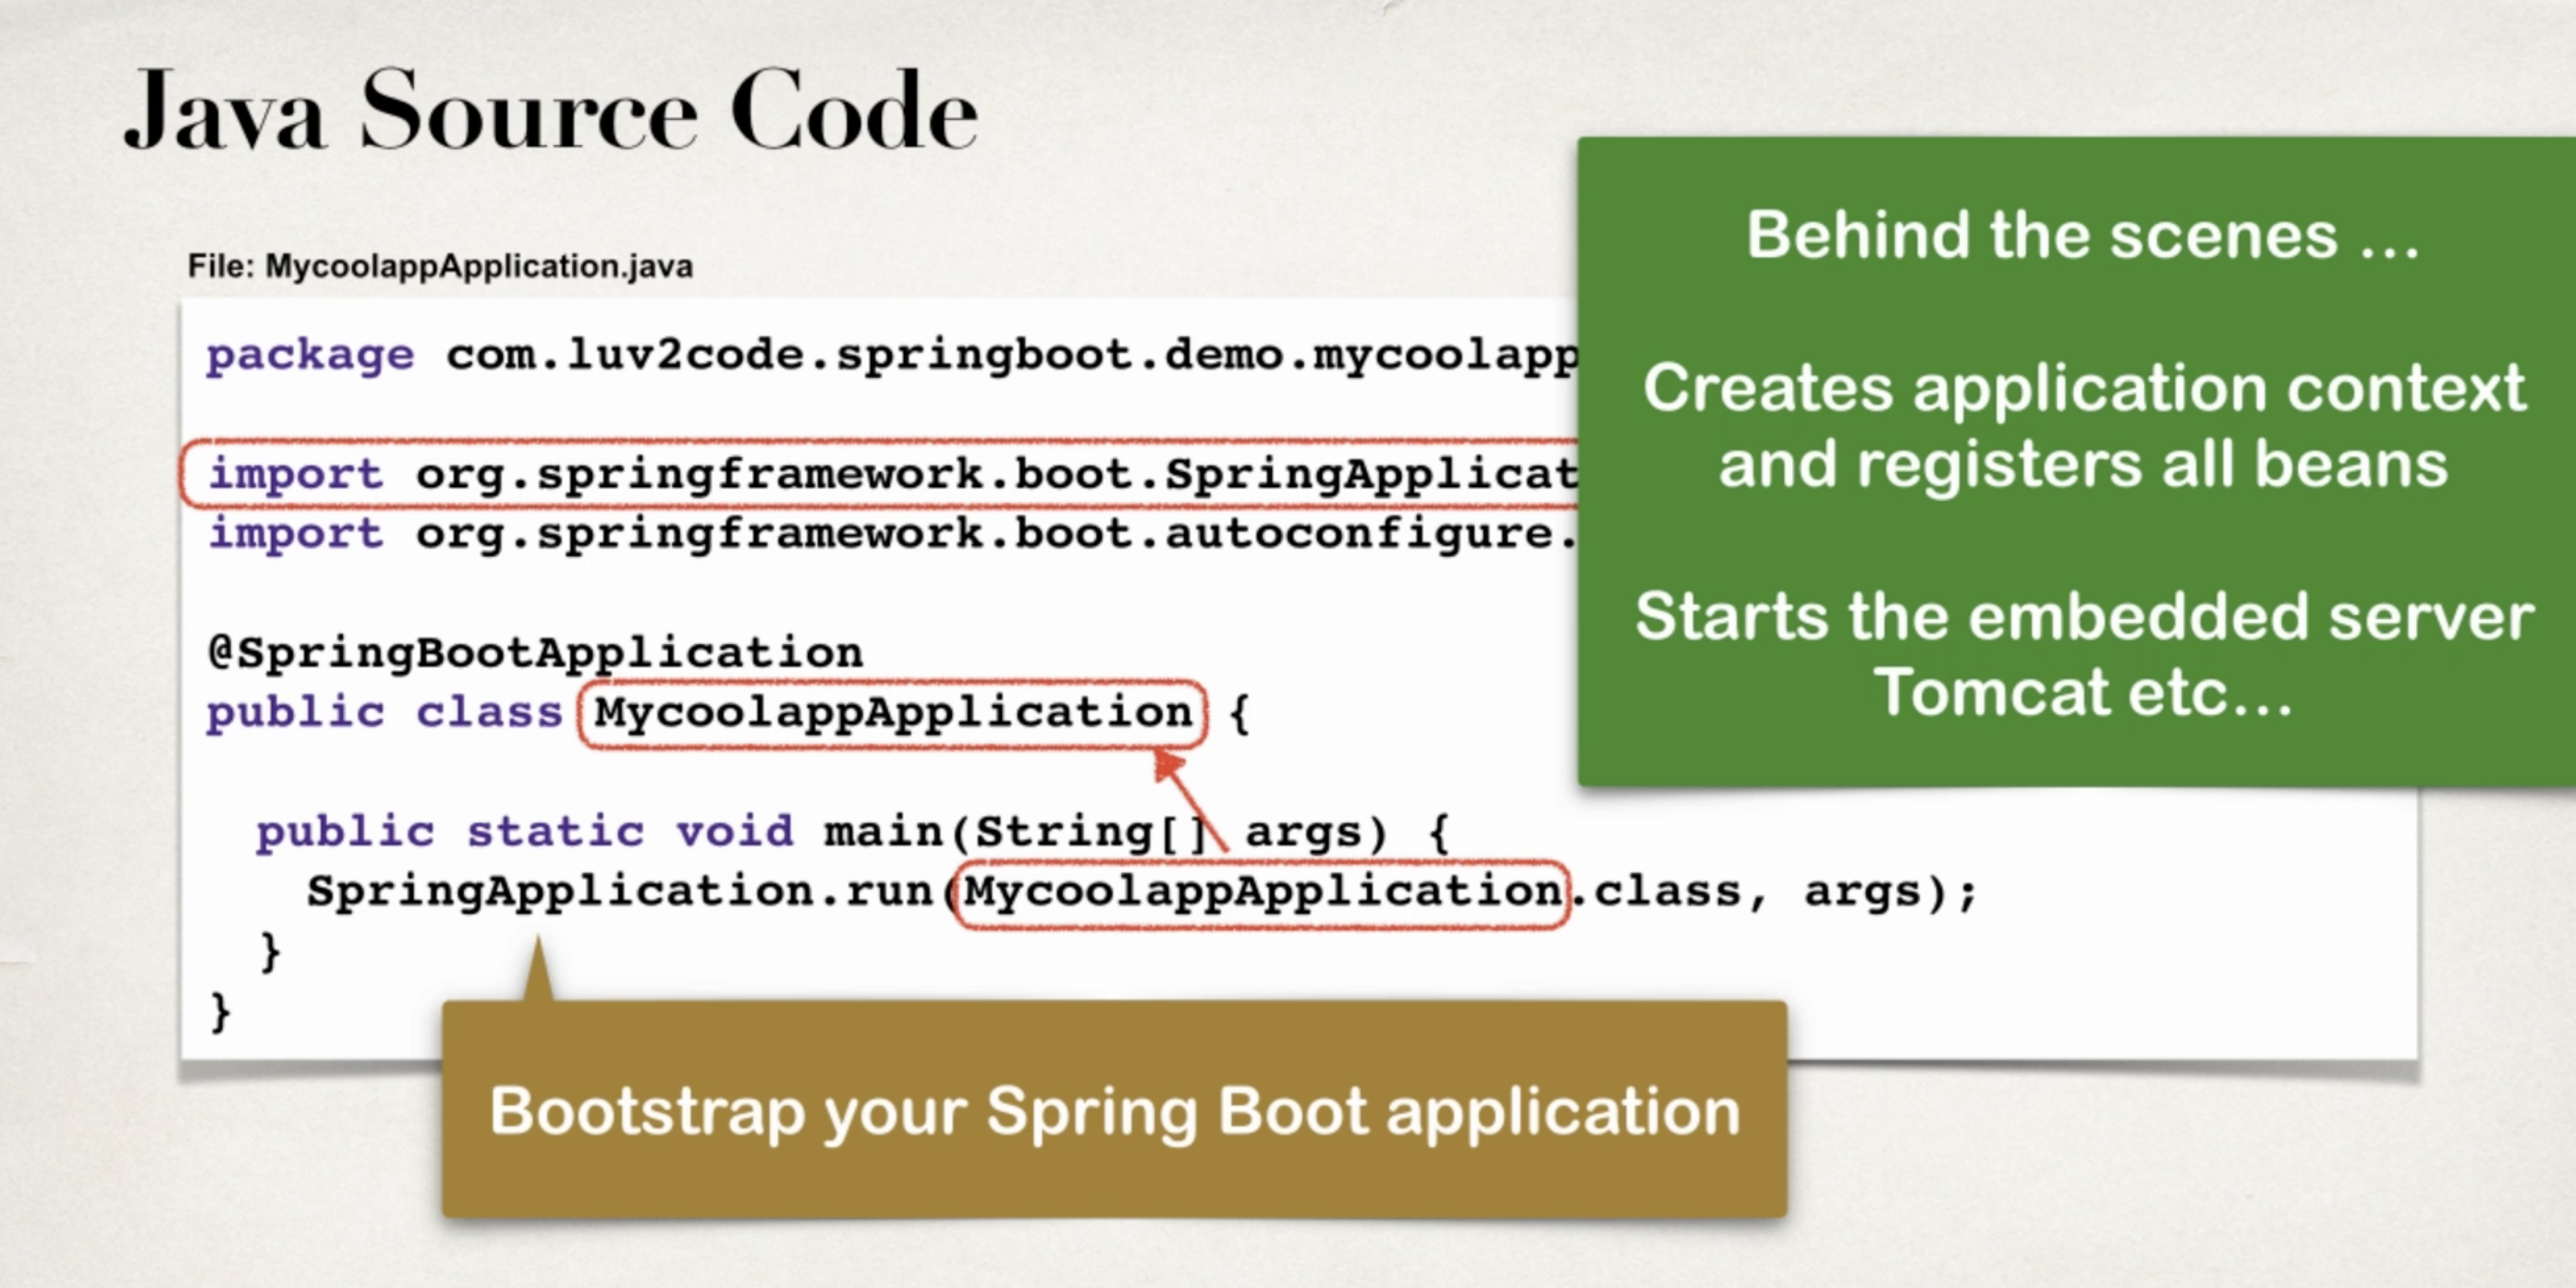 Java Source Code
File: MycoolappApplication.java
package com.luv2code.springboot.demo.mycoolapp
import org.springframework.boot.SpringApplicat
import org.springframework.boot.autoconfigure.
@SpringBootApplication
public class MycoolappApplication {
public static void main(String[] args) {
SpringApplication.run(MycoolappApplication.class, args);
}
}
Behind the scenes ...
Creates application context
and registers all beans
Starts the embedded server
Tomcat etc...
Bootstrap your Spring Boot application